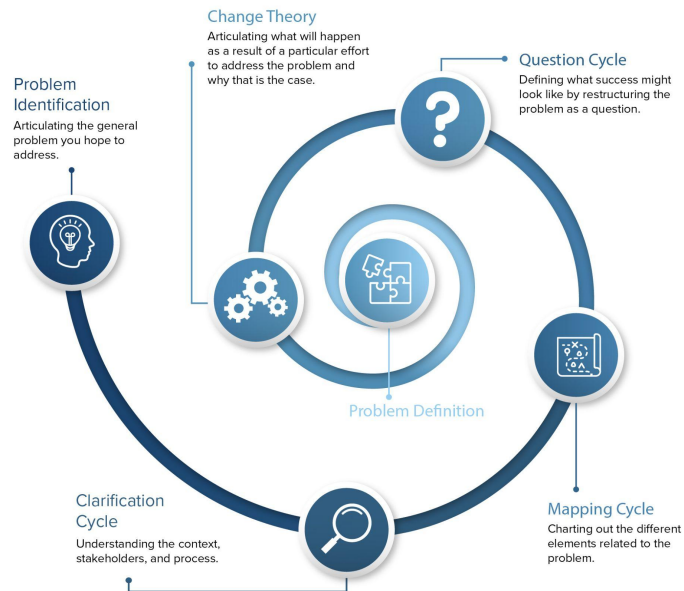 Change Theory
Articulating what will happen
as a result of a particular effort
to address the problem and
why that is the case.
Question Cycle
Defining what success might
look like by restructuring the
problem as a question.
Problem
Identification
Articulating the general
problem you hope to
address.
Problem Definition
Clarification
Cycle
Understanding the context,
stakeholders, and process.
Mapping Cycle
Charting out the different
elements related to the
problem.